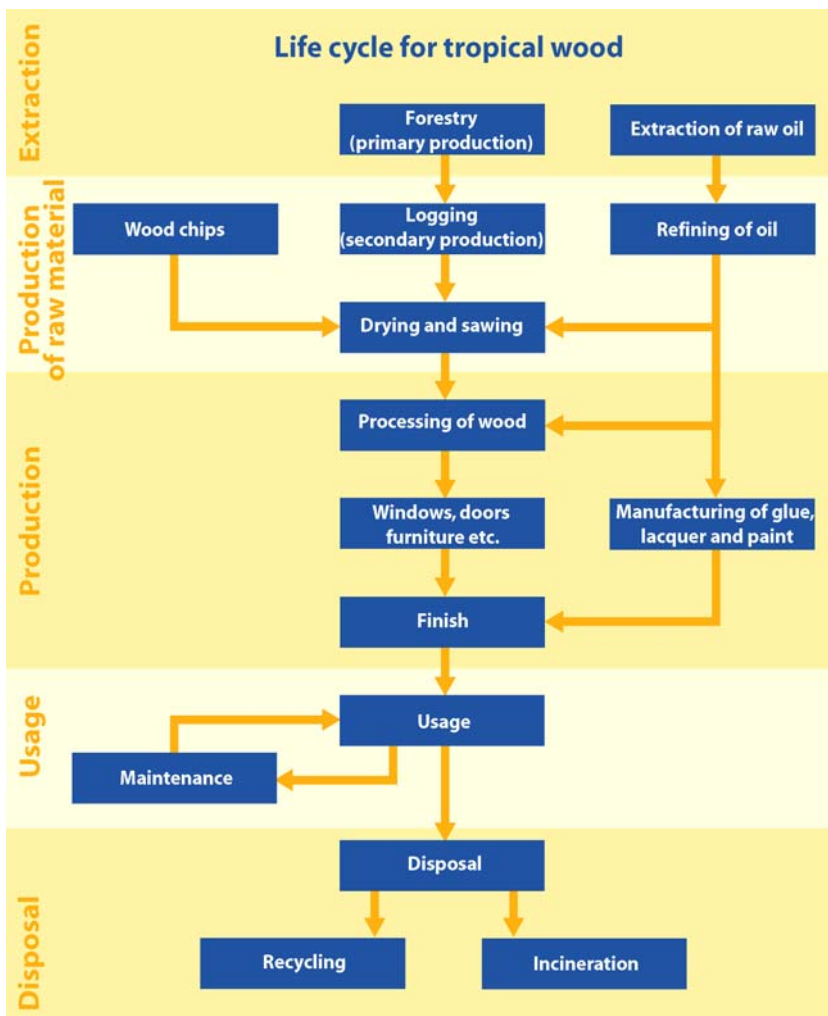 Life cycle for tropical wood
Extraction
Forestry
(primary production)
Extraction of raw oil
Production
of raw material
Wood chips
Logging
(secondary production)
Refining of oil
Drying and sawing
Production
Processing of wood
Windows, doors
furniture etc.
Manufacturing of glue,
lacquer and paint
Finish
Usage
Usage
Maintenance
Disposal
Disposal
Recycling
Incineration